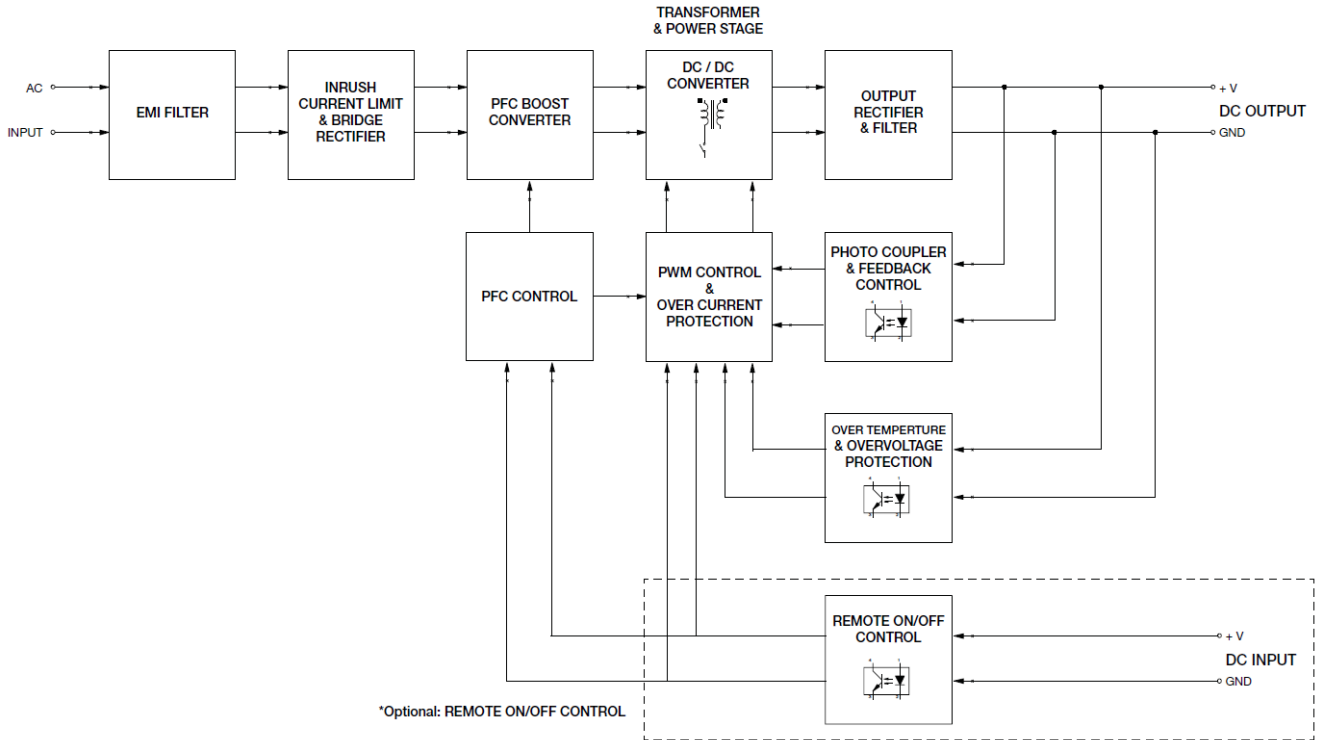 TRANSFORMER
& POWER STAGE
AC
INPUT
EMI FILTER
INRUSH
CURRENT LIMIT
& BRIDGE
RECTIFIER
PFC BOOST
CONVERTER
DC / DC
CONVERTER
OUTPUT
RECTIFIER
& FILTER
+ V
DC OUTPUT
GND
PFC CONTROL
PWM CONTROL
&
OVER CURRENT
PROTECTION
PHOTO COUPLER
& FEEDBACK
CONTROL
OVER TEMPERTURE
& OVERVOLTAGE
PROTECTION
REMOTE ON/OFF
CONTROL
+ V
DC INPUT
GND
*Optional: REMOTE ON/OFF CONTROL